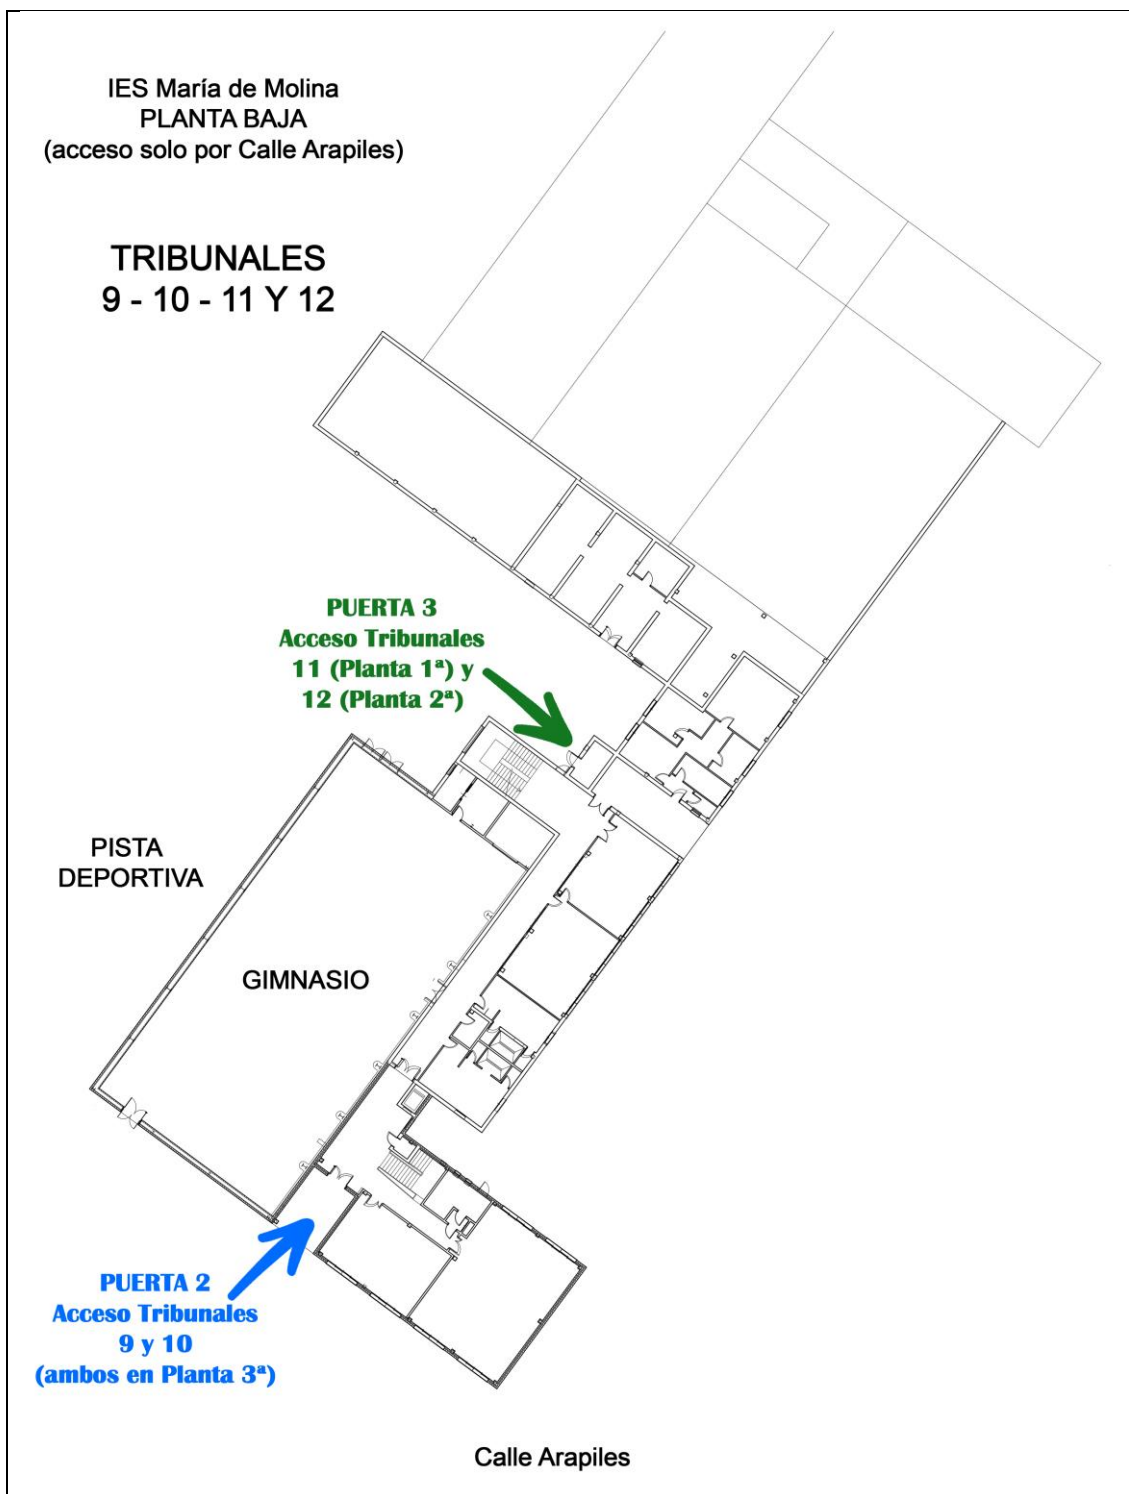 IES María de Molina
PLANTA BAJA
(acceso solo por Calle Arapiles)
TRIBUNALES
9 - 10 - 11 Y 12
PUERTA 3
Acceso Tribunales
11 (Planta 1ª) y
12 (Planta 2ª)
PISTA
DEPORTIVA
GIMNASIO
PUERTA 2
Acceso Tribunales
9 y 10
(ambos en Planta 3ª)
Calle Arapiles